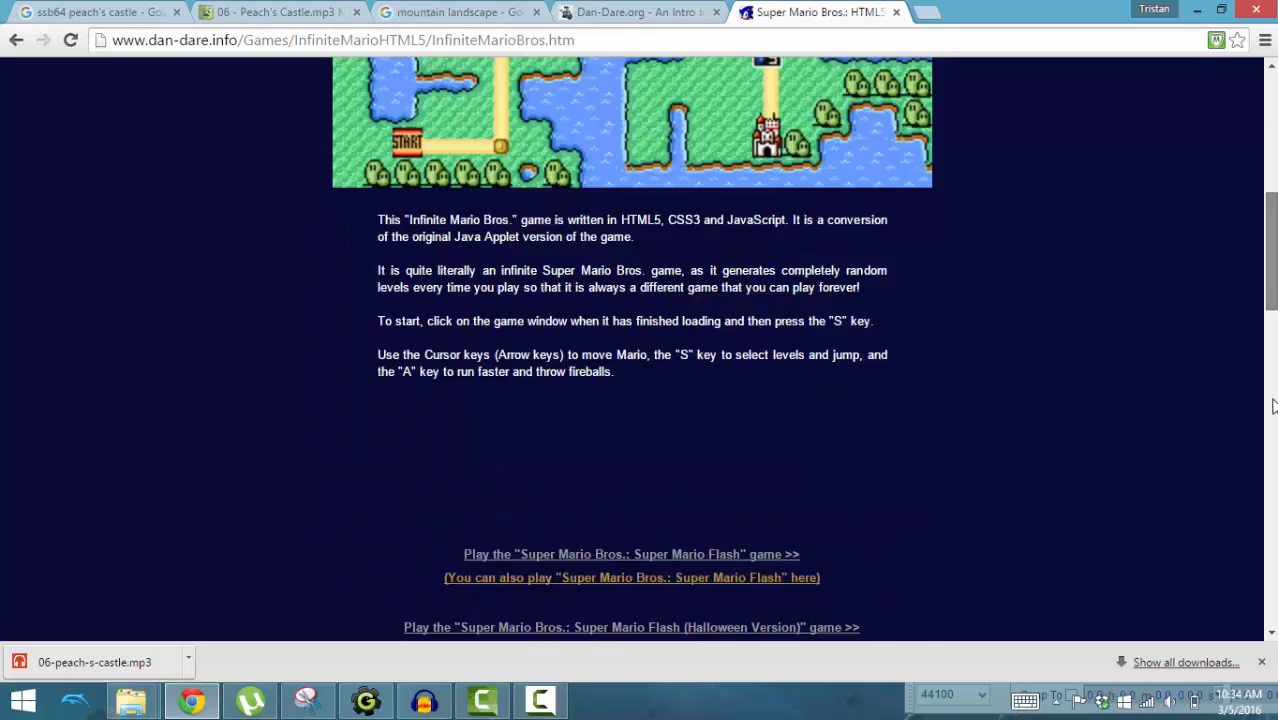 ssb64 peach's castle - Goo
06 - Peach's Castle.mp3 M
mountain landscape - Goo
Dan-Dare.org - An Intro t
Super Mario Bros.: HTML5
Tristan
www.dan-dare.info/Games/InfiniteMarioHTML5/InfiniteMarioBros.htm
START
This "Infinite Mario Bros." game is written in HTML5, CSS3 and JavaScript. It is a conversion
of the original Java Applet version of the game.
It is quite literally an infinite Super Mario Bros. game, as it generates completely random
levels every time you play so that it is always a different game that you can play forever!
To start, click on the game window when it has finished loading and then press the "S" key.
Use the Cursor keys (Arrow keys) to move Mario, the "S" key to select levels and jump, and
the "A" key to run faster and throw fireballs.
Play the "Super Mario Bros.: Super Mario Flash" game >>
(You can also play "Super Mario Bros.: Super Mario Flash" here)
Play the "Super Mario Bros.: Super Mario Flash (Halloween Version)" game >>
06-peach-s-castle.mp3
Show all downloads...
44100
10:34 AM
3/5/2016